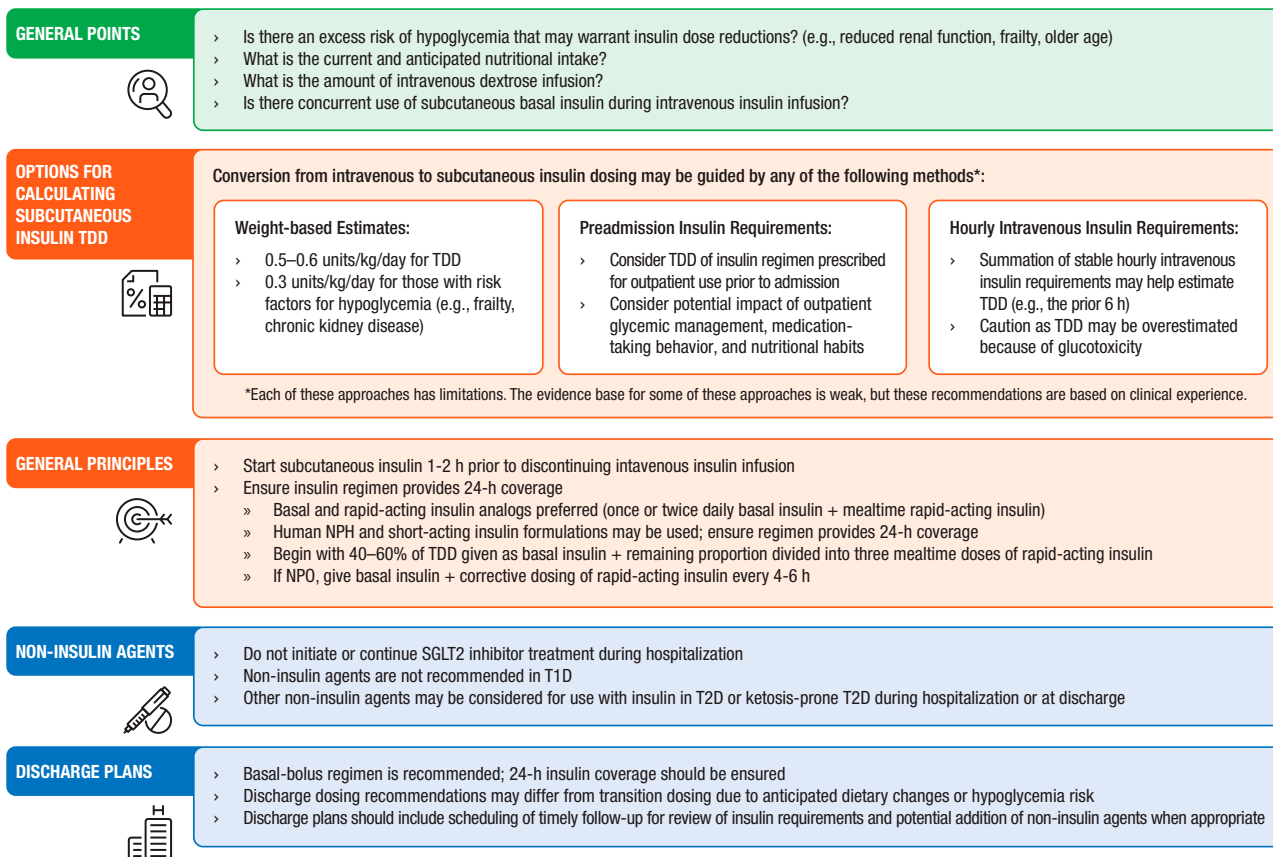 GENERAL POINTS
› Is there an excess risk of hypoglycemia that may warrant insulin dose reductions? (e.g., reduced renal function, frailty, older age)
› What is the current and anticipated nutritional intake?
› What is the amount of intravenous dextrose infusion?
› Is there concurrent use of subcutaneous basal insulin during intravenous insulin infusion?
OPTIONS FOR
CALCULATING
SUBCUTANEOUS
INSULIN TDD
Conversion from intravenous to subcutaneous insulin dosing may be guided by any of the following methods*:
Weight-based Estimates:
› 0.5–0.6 units/kg/day for TDD
› 0.3 units/kg/day for those with risk
factors for hypoglycemia (e.g., frailty,
chronic kidney disease)
Preadmission Insulin Requirements:
› Consider TDD of insulin regimen prescribed
for outpatient use prior to admission
› Consider potential impact of outpatient
glycemic management, medication-
taking behavior, and nutritional habits
Hourly Intravenous Insulin Requirements:
› Summation of stable hourly intravenous
insulin requirements may help estimate
TDD (e.g., the prior 6 h)
› Caution as TDD may be overestimated
because of glucotoxicity
*Each of these approaches has limitations. The evidence base for some of these approaches is weak, but these recommendations are based on clinical experience.
GENERAL PRINCIPLES
› Start subcutaneous insulin 1-2 h prior to discontinuing intavenous insulin infusion
› Ensure insulin regimen provides 24-h coverage
» Basal and rapid-acting insulin analogs preferred (once or twice daily basal insulin + mealtime rapid-acting insulin)
» Human NPH and short-acting insulin formulations may be used; ensure regimen provides 24-h coverage
» Begin with 40–60% of TDD given as basal insulin + remaining proportion divided into three mealtime doses of rapid-acting insulin
» If NPO, give basal insulin + corrective dosing of rapid-acting insulin every 4-6 h
NON-INSULIN AGENTS
› Do not initiate or continue SGLT2 inhibitor treatment during hospitalization
› Non-insulin agents are not recommended in T1D
› Other non-insulin agents may be considered for use with insulin in T2D or ketosis-prone T2D during hospitalization or at discharge
DISCHARGE PLANS
› Basal-bolus regimen is recommended; 24-h insulin coverage should be ensured
› Discharge dosing recommendations may differ from transition dosing due to anticipated dietary changes or hypoglycemia risk
› Discharge plans should include scheduling of timely follow-up for review of insulin requirements and potential addition of non-insulin agents when appropriate
H